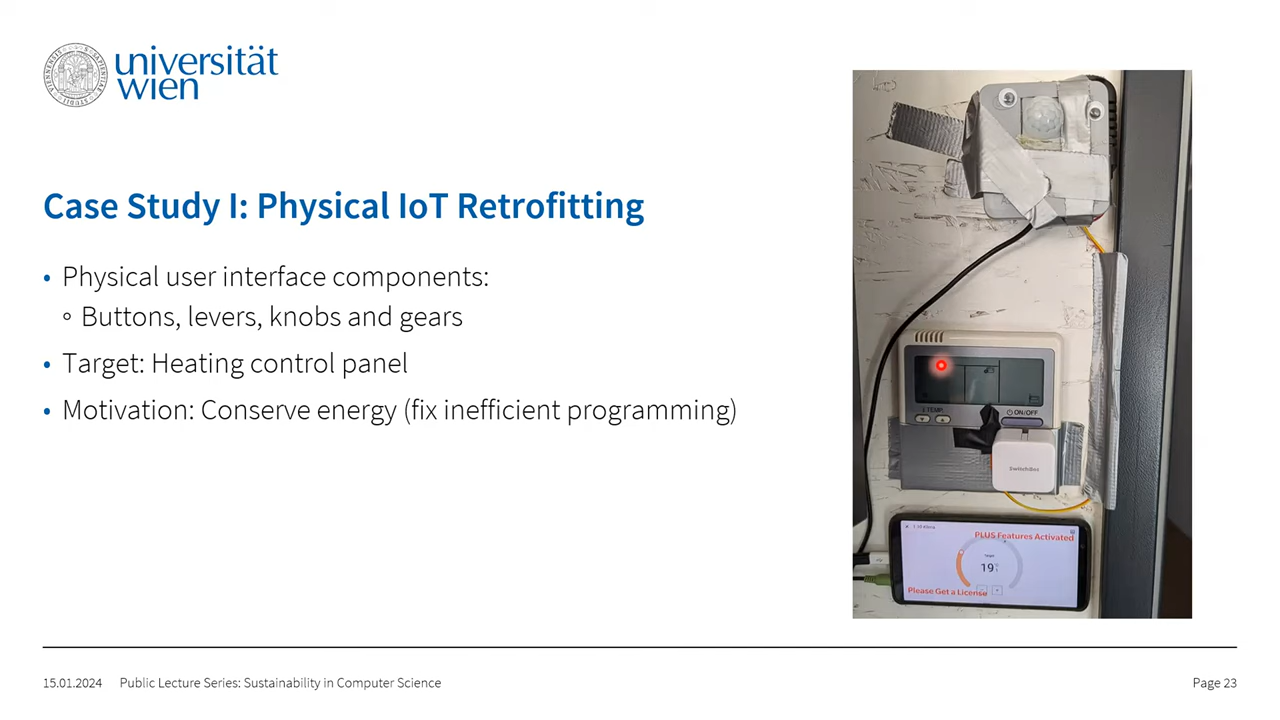 universität
wien
Case Study I: Physical IoT Retrofitting
• Physical user interface components:
◦ Buttons, levers, knobs and gears
• Target: Heating control panel
• Motivation: Conserve energy (fix inefficient programming)
TEMP.
ON/OFF
SwitchBot
PLUS Features Activated
Target
19
Please Get a License
15.01.2024 Public Lecture Series: Sustainability in Computer Science
Page 23